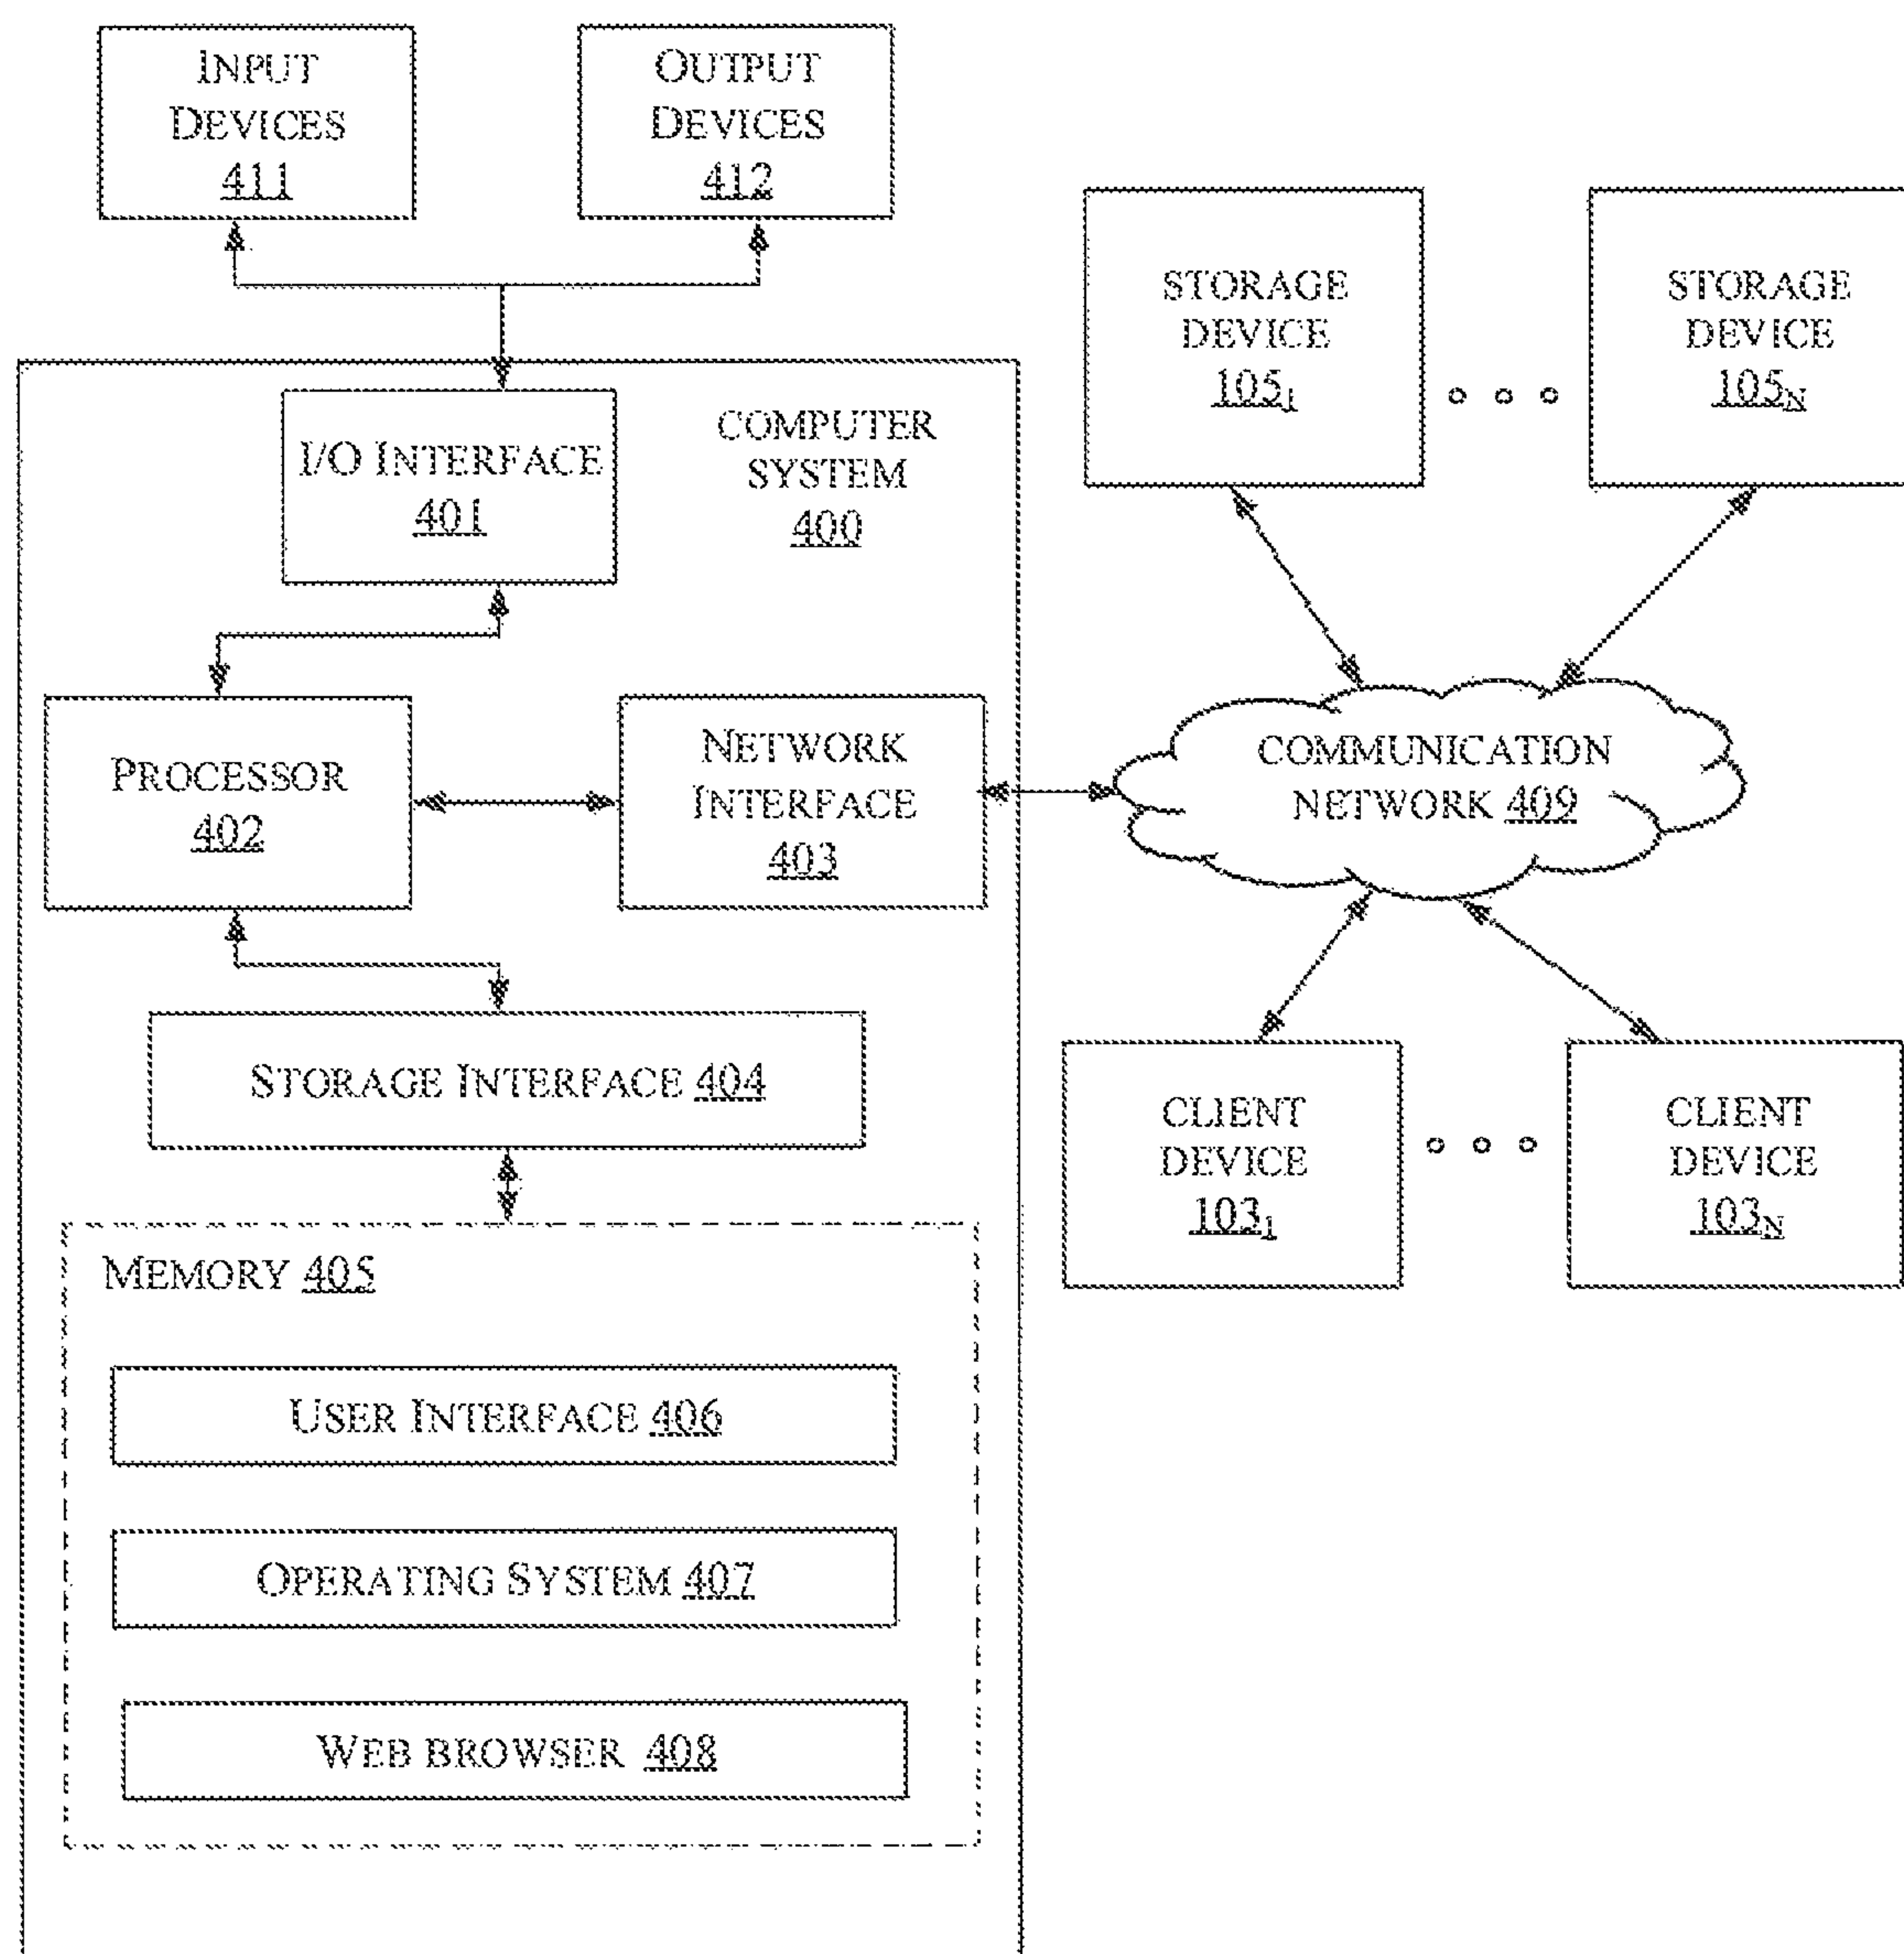 INPUT
DEVICES
411
OUTPUT
DEVICES
412
I/O INTERFACE
401
COMPUTER
SYSTEM
400
PROCESSOR
402
NETWORK
INTERFACE
403
STORAGE INTERFACE 404
MEMORY 405
USER INTERFACE 406
OPERATING SYSTEM 407
WEB BROWSER 408
STORAGE
DEVICE
105₁
STORAGE
DEVICE
105_N
COMMUNICATION
NETWORK 409
CLIENT
DEVICE
103₁
CLIENT
DEVICE
103_N